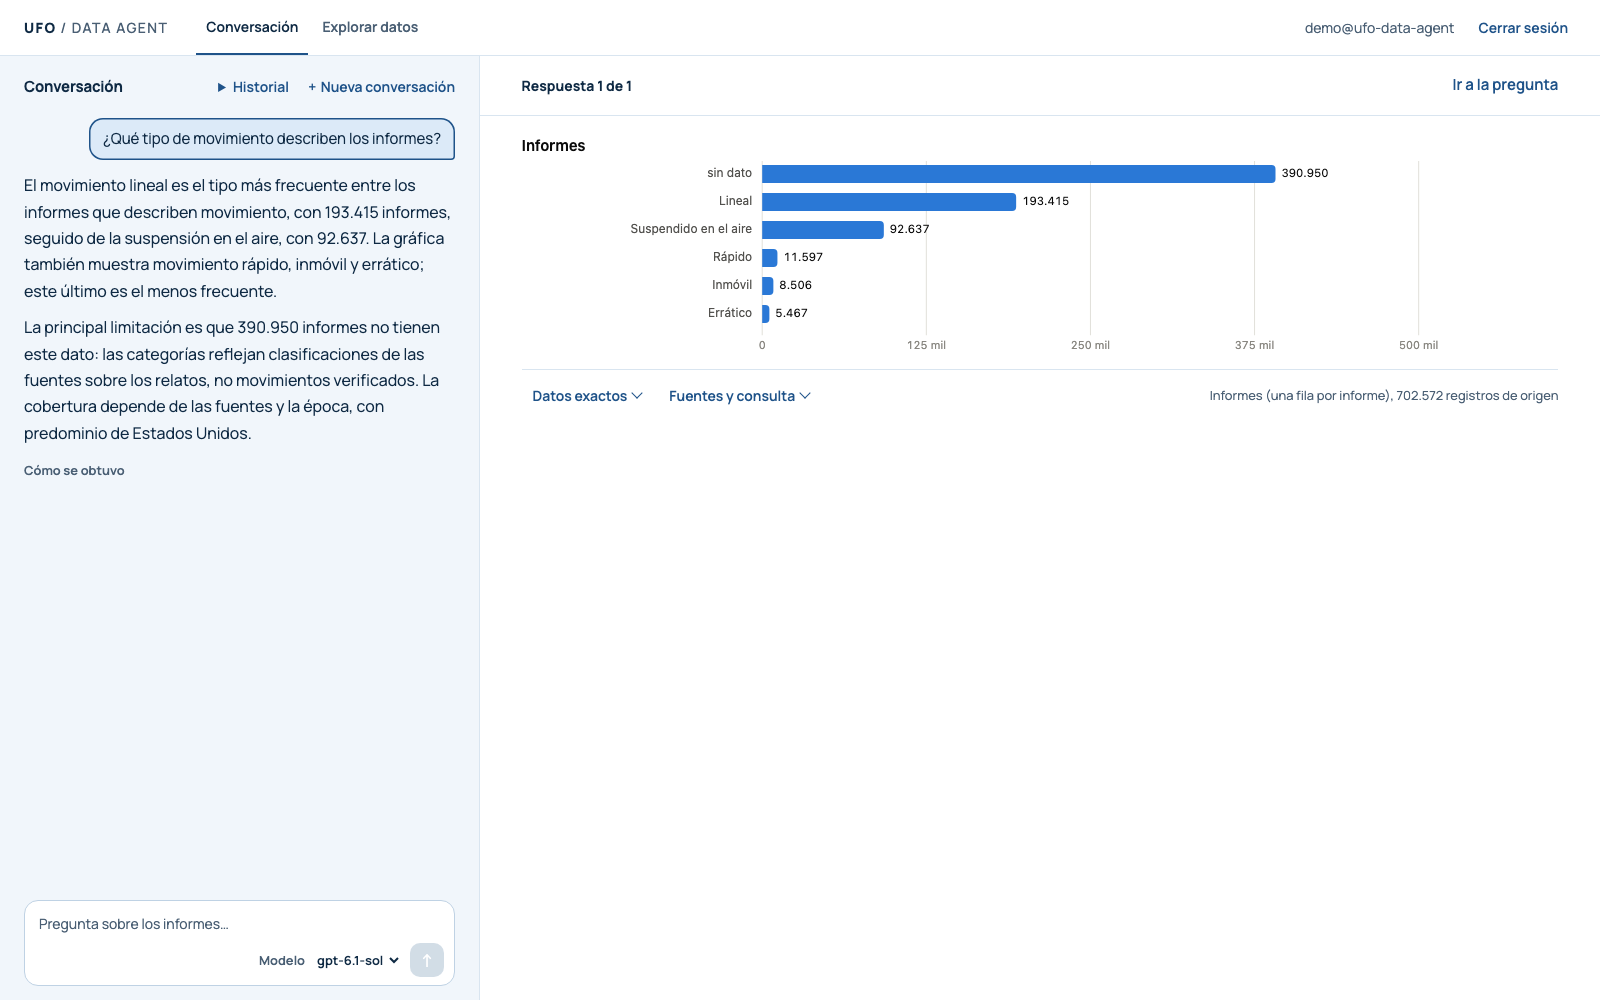 UFO / DATA AGENT
Conversación
Explorar datos
demo@ufo-data-agent
Cerrar sesión
Conversación
▶ Historial
+ Nueva conversación
¿Qué tipo de movimiento describen los informes?
El movimiento lineal es el tipo más frecuente entre los
informes que describen movimiento, con 193.415 informes,
seguido de la suspensión en el aire, con 92.637. La gráfica
también muestra movimiento rápido, inmóvil y errático;
este último es el menos frecuente.
La principal limitación es que 390.950 informes no tienen
este dato: las categorías reflejan clasificaciones de las
fuentes sobre los relatos, no movimientos verificados. La
cobertura depende de las fuentes y la época, con
predominio de Estados Unidos.
Cómo se obtuvo
Pregunta sobre los informes…
Modelo
gpt-6.1-sol
Respuesta 1 de 1
Ir a la pregunta
Informes
sin dato 390.950
Lineal 193.415
Suspendido en el aire 92.637
Rápido 11.597
Inmóvil 8.506
Errático 5.467
0 125 mil 250 mil 375 mil 500 mil
Datos exactos
Fuentes y consulta
Informes (una fila por informe), 702.572 registros de origen